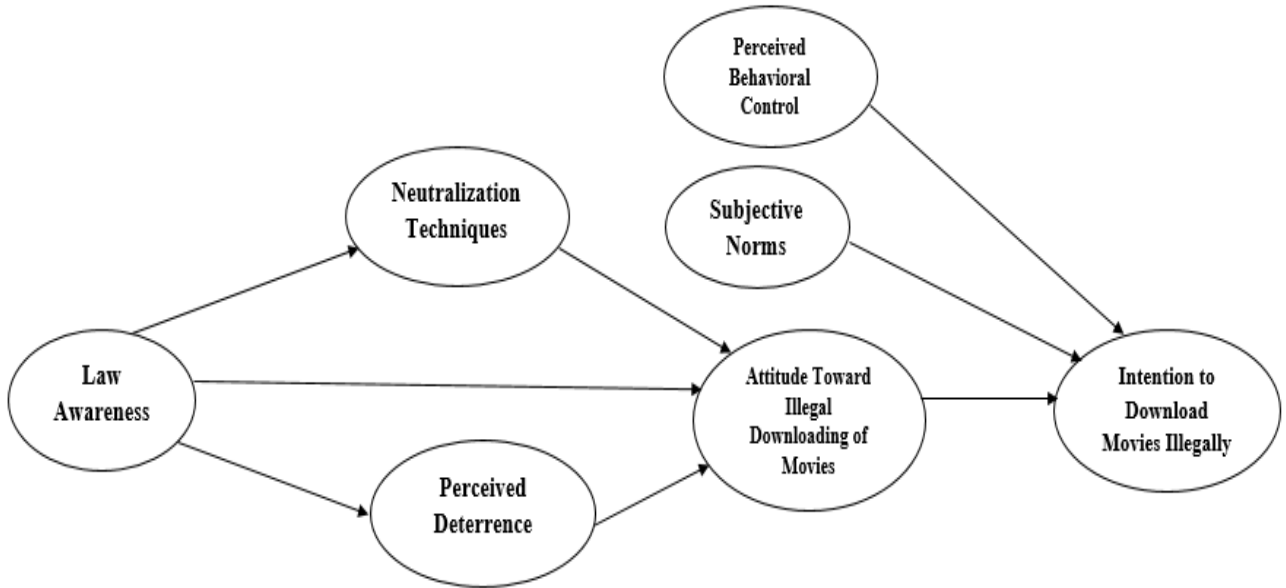 Perceived
Behavioral
Control
Neutralization
Techniques
Subjective
Norms
Law
Awareness
Attitude Toward
Illegal
Downloading of
Movies
Intention to
Download
Movies Illegally
Perceived
Deterrence